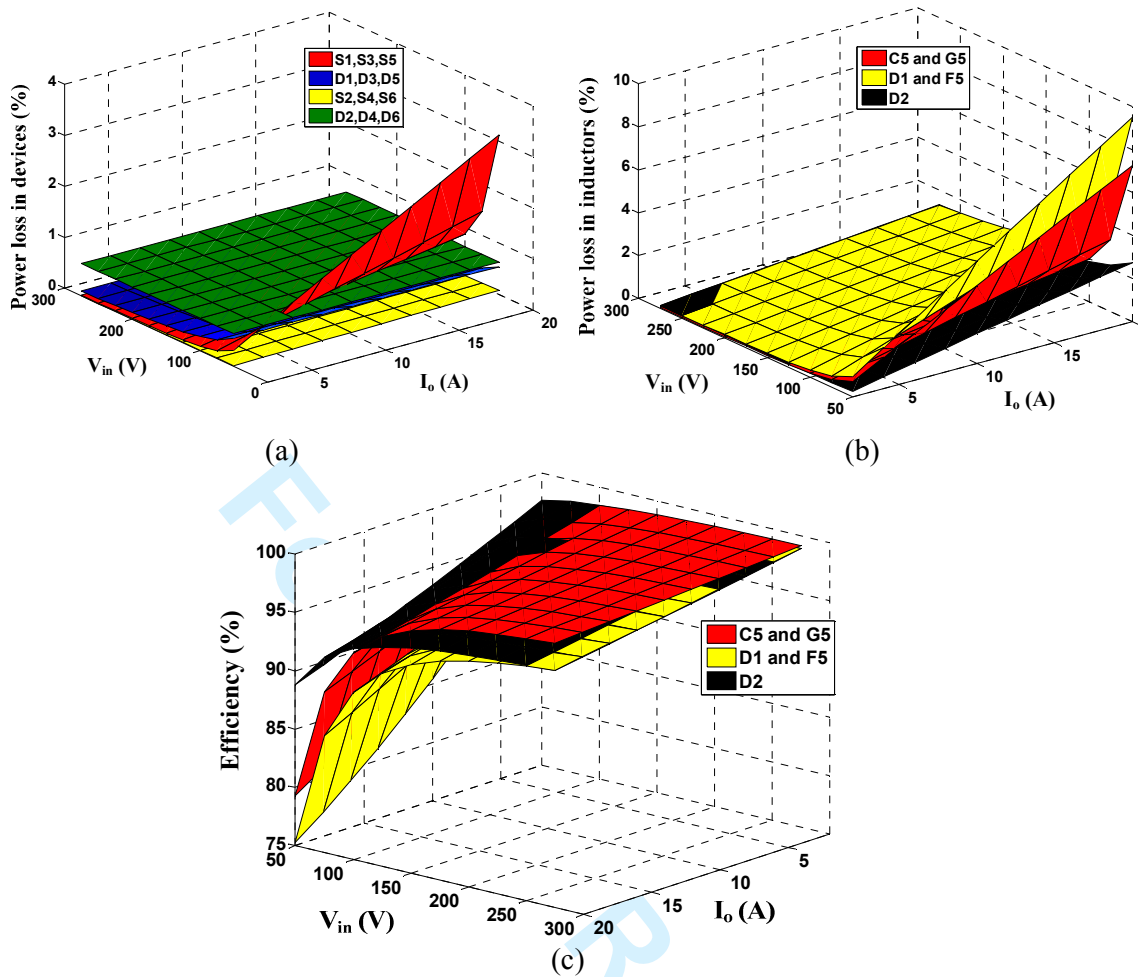 Power loss in devices (%)
4
3
2
1
0
300
200
100
0
V_in (V)
5
10
15
20
I_o (A)
S1,S3,S5
D1,D3,D5
S2,S4,S6
D2,D4,D6
(a)
Power loss in inductors (%)
10
8
6
4
2
0
300
250
200
150
100
50
V_in (V)
5
10
15
I_o (A)
C5 and G5
D1 and F5
D2
(b)
Efficiency (%)
100
95
90
85
80
75
50
100
150
200
250
300
V_in (V)
20
15
10
5
I_o (A)
C5 and G5
D1 and F5
D2
(c)